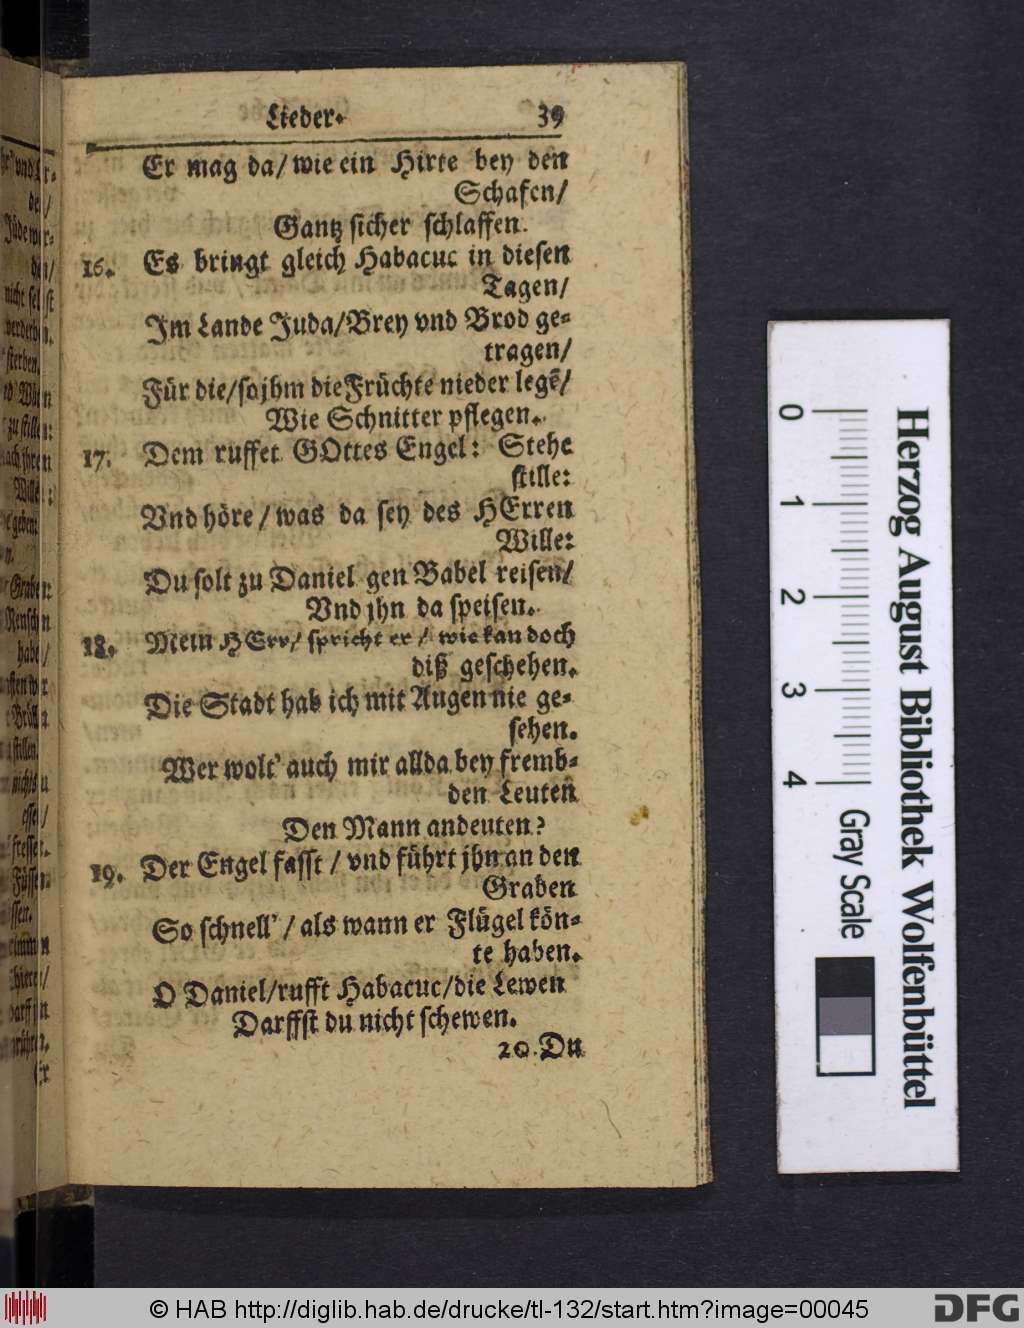 Lieder. 39
Er mag da/ wie ein Hirte bey den
Schafen/
Gantz sicher schlaffen.
16. Es bringt gleich Habacuc in diesen
Tagen/
Im Lande Juda/ Brey vnd Brod ge-
tragen/
Für die/ so jhm die Früchte nieder legẽ/
Wie Schnitter pflegen.
17. Dem ruffet GOttes Engel: Stehe
stille:
Vnd höre/ was da sey des HErren
Wille:
Du solt zu Daniel gen Babel reisen/
Vnd jhn da speisen.
18. Mein HErr/ spricht er/ wie kan doch
diß geschehen.
Die Stadt hab ich mit Augen nie ge-
sehen.
Wer wolt' auch mir allda bey fremb-
den Leuten
Den Mann andeuten?
19. Der Engel fasst/ vnd führt jhn an den
Graben
So schnell'/ als wann er Flügel kön-
te haben.
O Daniel/ rufft Habacuc/ die Lewen
Darffst du nicht schewen.
20. Du
0 1 2 3 4
Gray Scale
Herzog August Bibliothek Wolfenbüttel
© HAB http://diglib.hab.de/drucke/tl-132/start.htm?image=00045
DFG